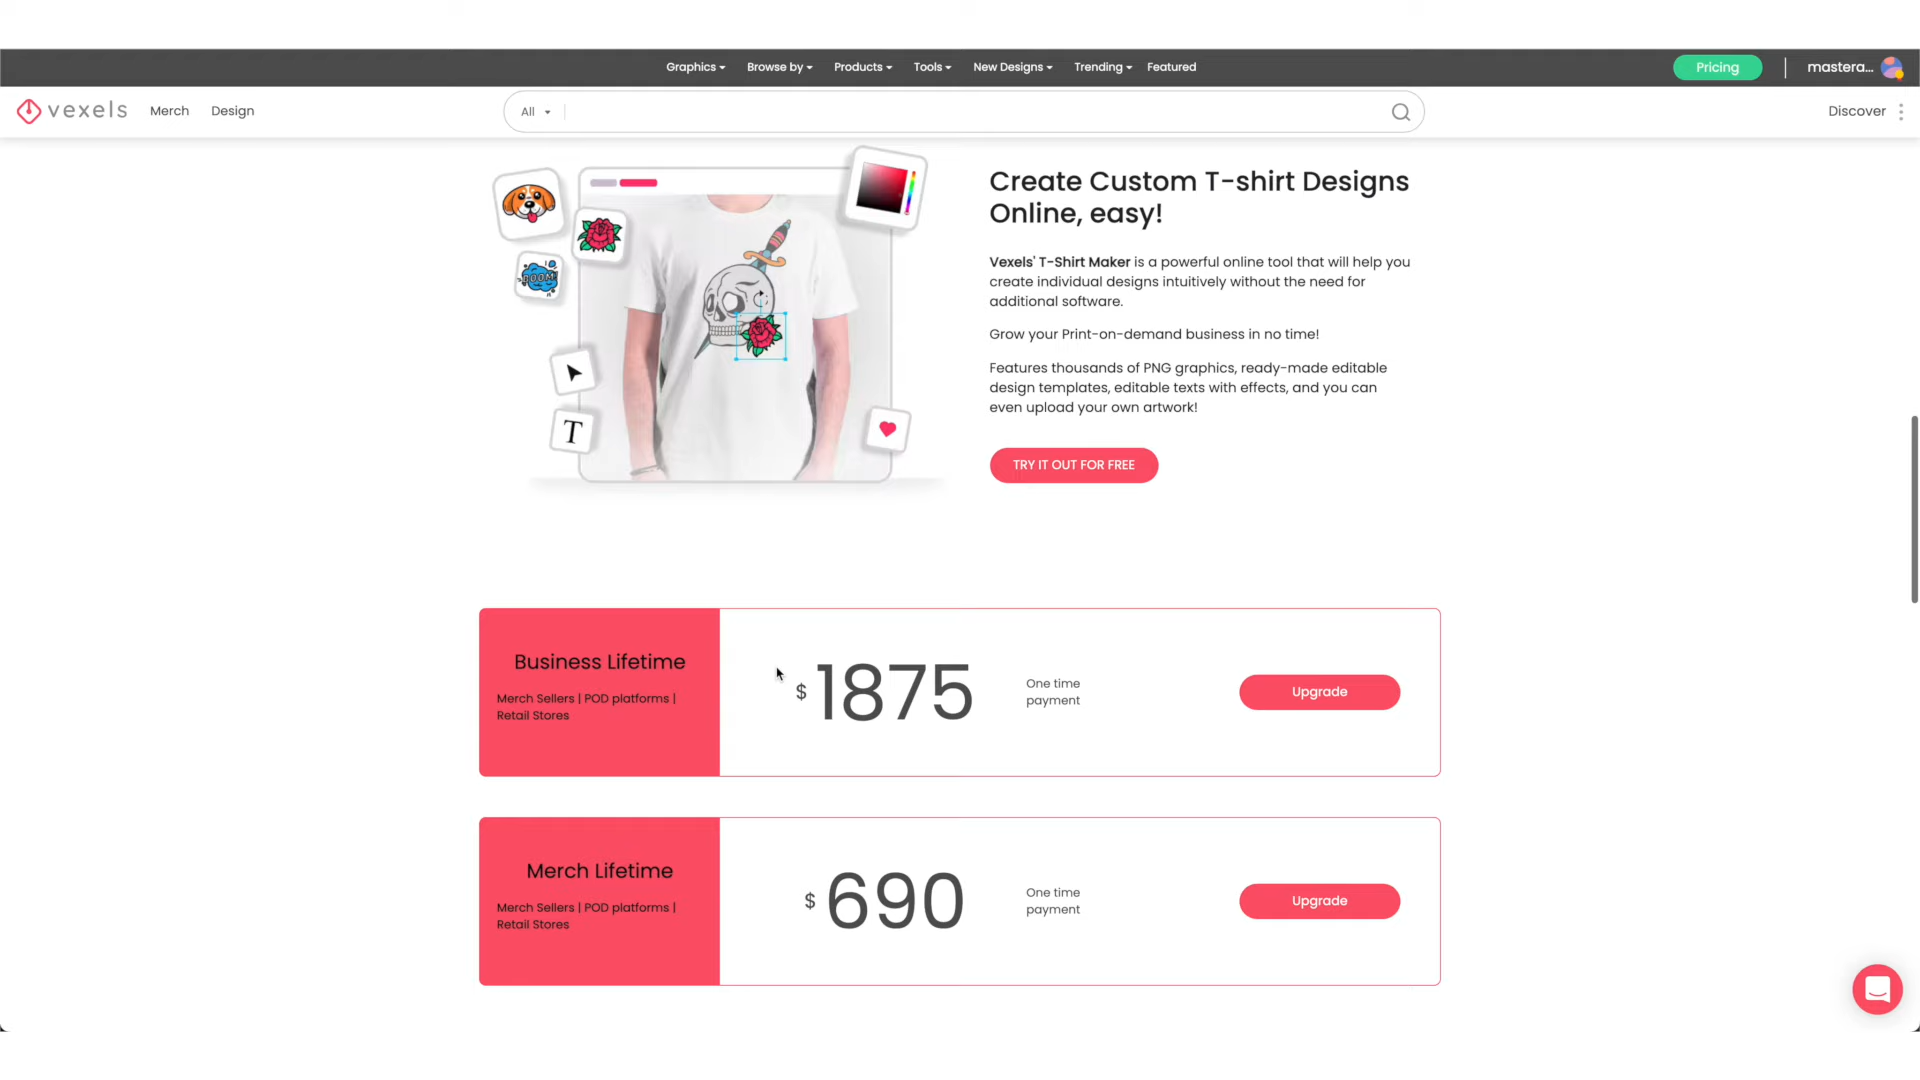 Graphics
Browse by
Products
Tools
New Designs
Trending
Featured
Pricing
mastera...
vexels
Merch
Design
All
Discover
Create Custom T-shirt Designs
Online, easy!
Vexels' T-Shirt Maker is a powerful online tool that will help you
create individual designs intuitively without the need for
additional software.
Grow your Print-on-demand business in no time!
Features thousands of PNG graphics, ready-made editable
design templates, editable texts with effects, and you can
even upload your own artwork!
BOOM!
T
TRY IT OUT FOR FREE
Business Lifetime
Merch Sellers | POD platforms |
Retail Stores
$ 1875
One time
payment
Upgrade
Merch Lifetime
Merch Sellers | POD platforms |
Retail Stores
$ 690
One time
payment
Upgrade